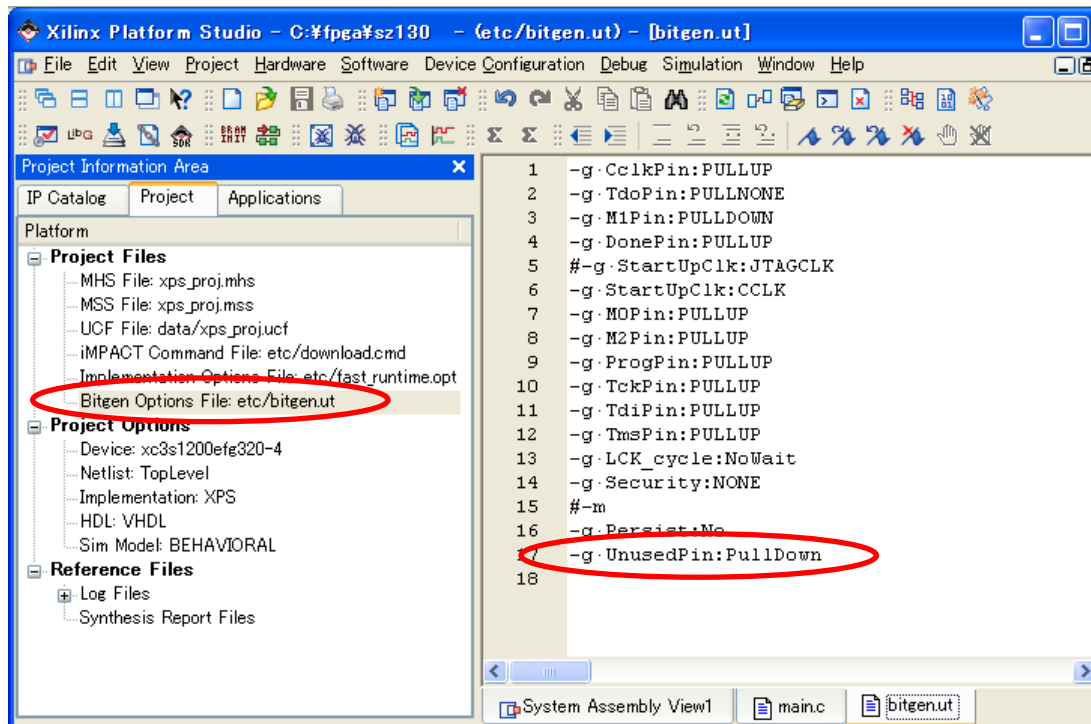 Xilinx Platform Studio - C:¥fpga¥sz130 - (etc/bitgen.ut) - [bitgen.ut]
File Edit View Project Hardware Software Device Configuration Debug Simulation Window Help
Project Information Area
IP Catalog Project Applications
Platform
Project Files
MHS File: xps_proj.mhs
MSS File: xps_proj.mss
UCF File: data/xps_proj.ucf
iMPACT Command File: etc/download.cmd
Implementation Options File: etc/fast_runtime.opt
Bitgen Options File: etc/bitgen.ut
Project Options
Device: xc3s1200efg320-4
Netlist: TopLevel
Implementation: XPS
HDL: VHDL
Sim Model: BEHAVIORAL
Reference Files
Log Files
Synthesis Report Files
1 -g·CclkPin:PULLUP
2 -g·TdoPin:PULLNONE
3 -g·M1Pin:PULLDOWN
4 -g·DonePin:PULLUP
5 #-g·StartUpClk:JTAGCLK
6 -g·StartUpClk:CCLK
7 -g·M0Pin:PULLUP
8 -g·M2Pin:PULLUP
9 -g·ProgPin:PULLUP
10 -g·TckPin:PULLUP
11 -g·TdiPin:PULLUP
12 -g·TmsPin:PULLUP
13 -g·LCK_cycle:NoWait
14 -g·Security:NONE
15 #-m
16 -g·Persist:No
17 -g·UnusedPin:PullDown
18
System Assembly View1 main.c bitgen.ut